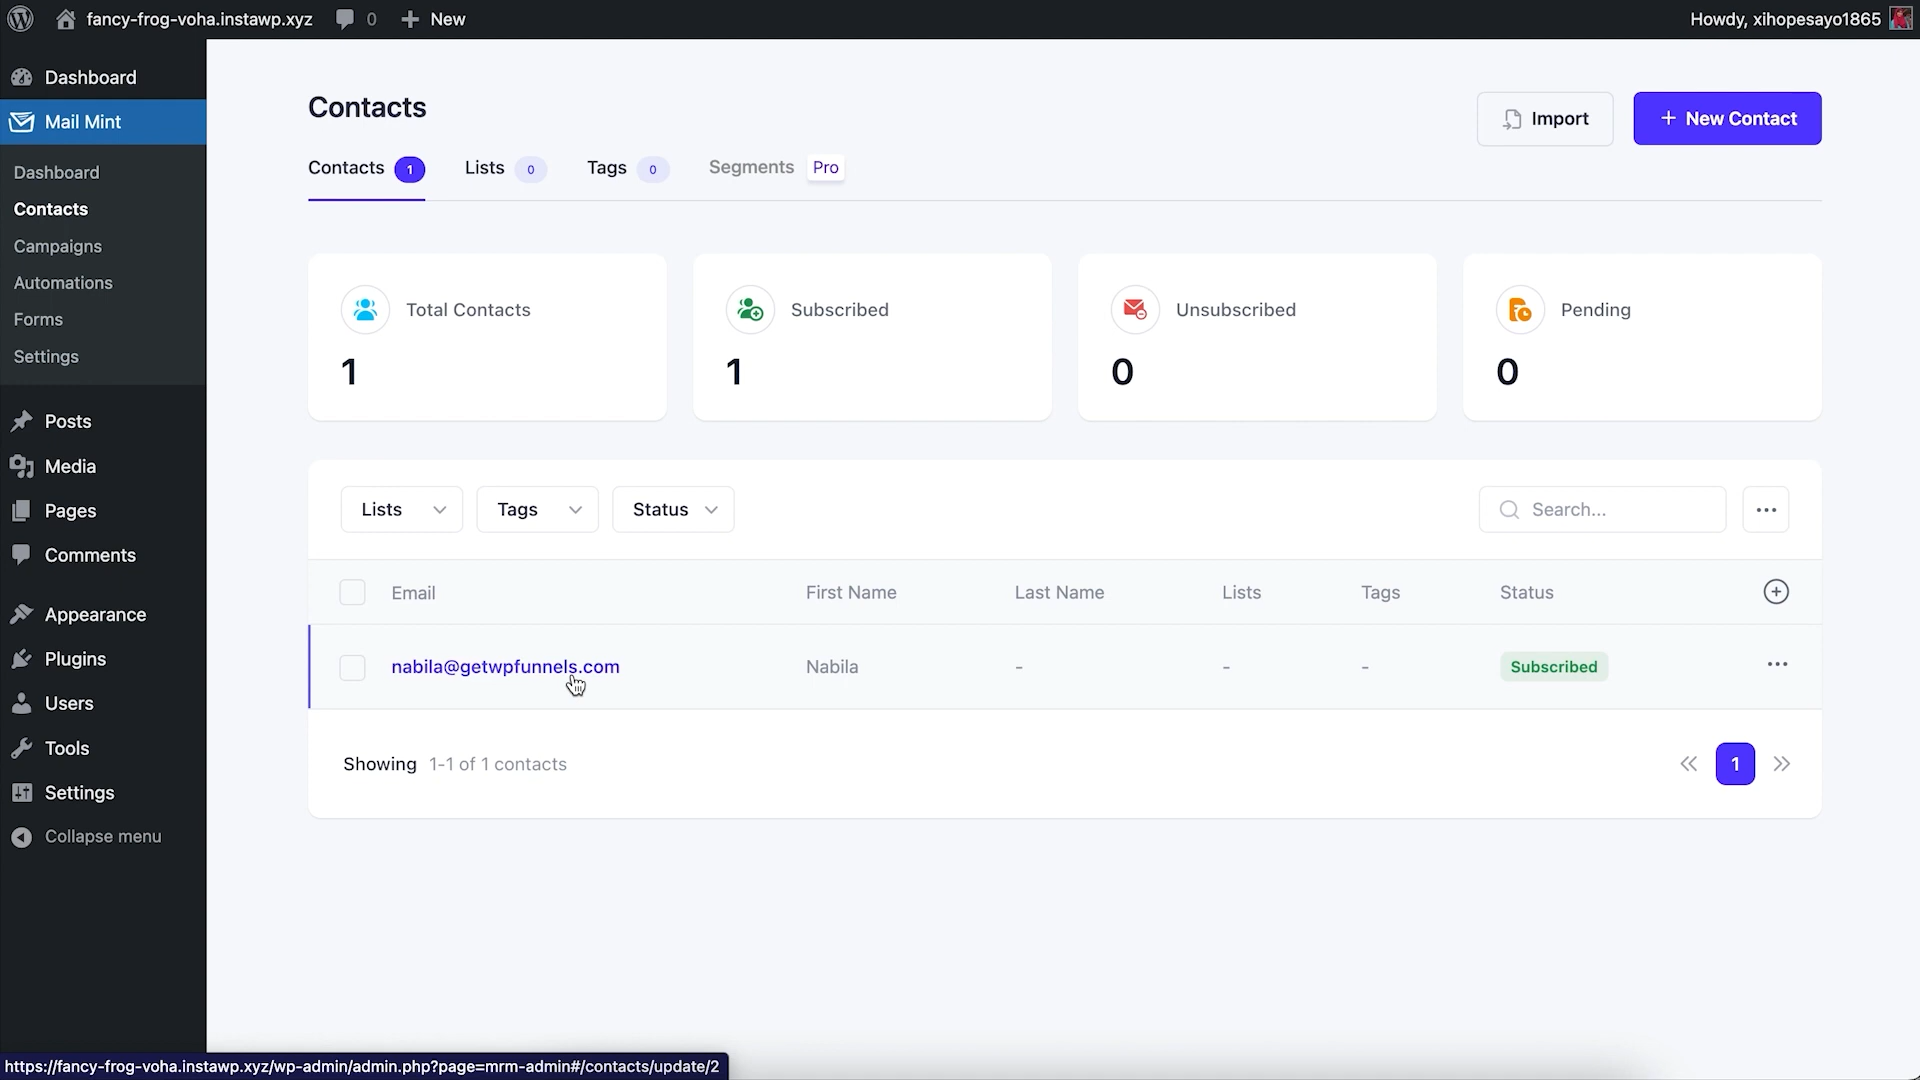 fancy-frog-voha.instawp.xyz 0 New Howdy, xihopesayo1865
Dashboard
Mail Mint
Dashboard
Contacts
Campaigns
Automations
Forms
Settings
Posts
Media
Pages
Comments
Appearance
Plugins
Users
Tools
Settings
Collapse menu
Contacts
Import
+ New Contact
Contacts 1 Lists 0 Tags 0 Segments Pro
Total Contacts
1
Subscribed
1
Unsubscribed
0
Pending
0
Lists Tags Status Search...
Email First Name Last Name Lists Tags Status
nabila@getwpfunnels.com Nabila - - - Subscribed
Showing 1-1 of 1 contacts
1
https://fancy-frog-voha.instawp.xyz/wp-admin/admin.php?page=mrm-admin#/contacts/update/2